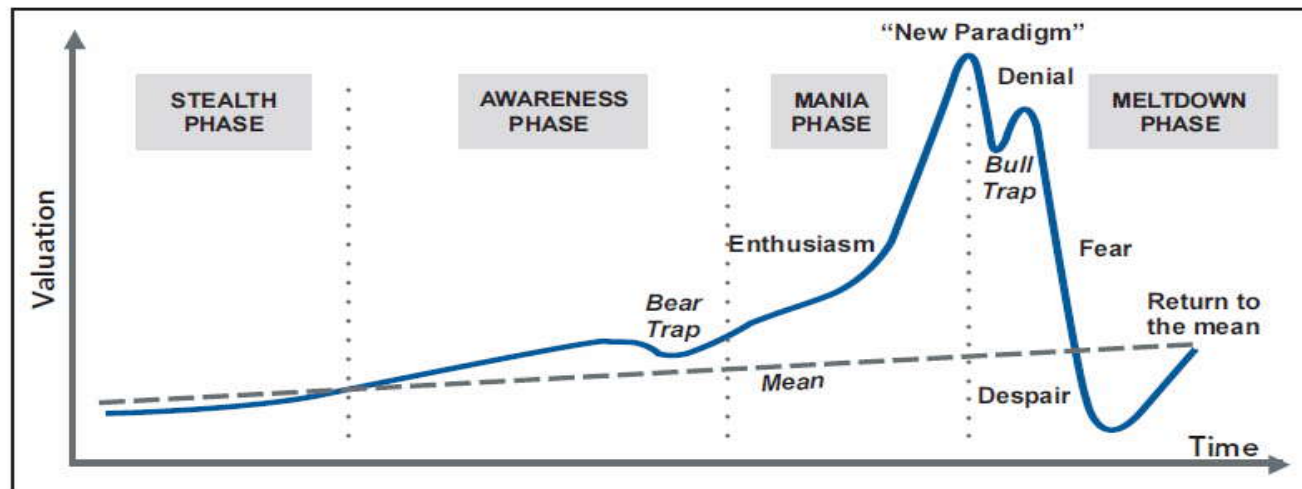 “New Paradigm”
STEALTH
PHASE
AWARENESS
PHASE
MANIA
PHASE
Denial
MELTDOWN
PHASE
Bull
Trap
Valuation
Enthusiasm
Fear
Bear
Trap
Return to
the mean
Mean
Despair
Time